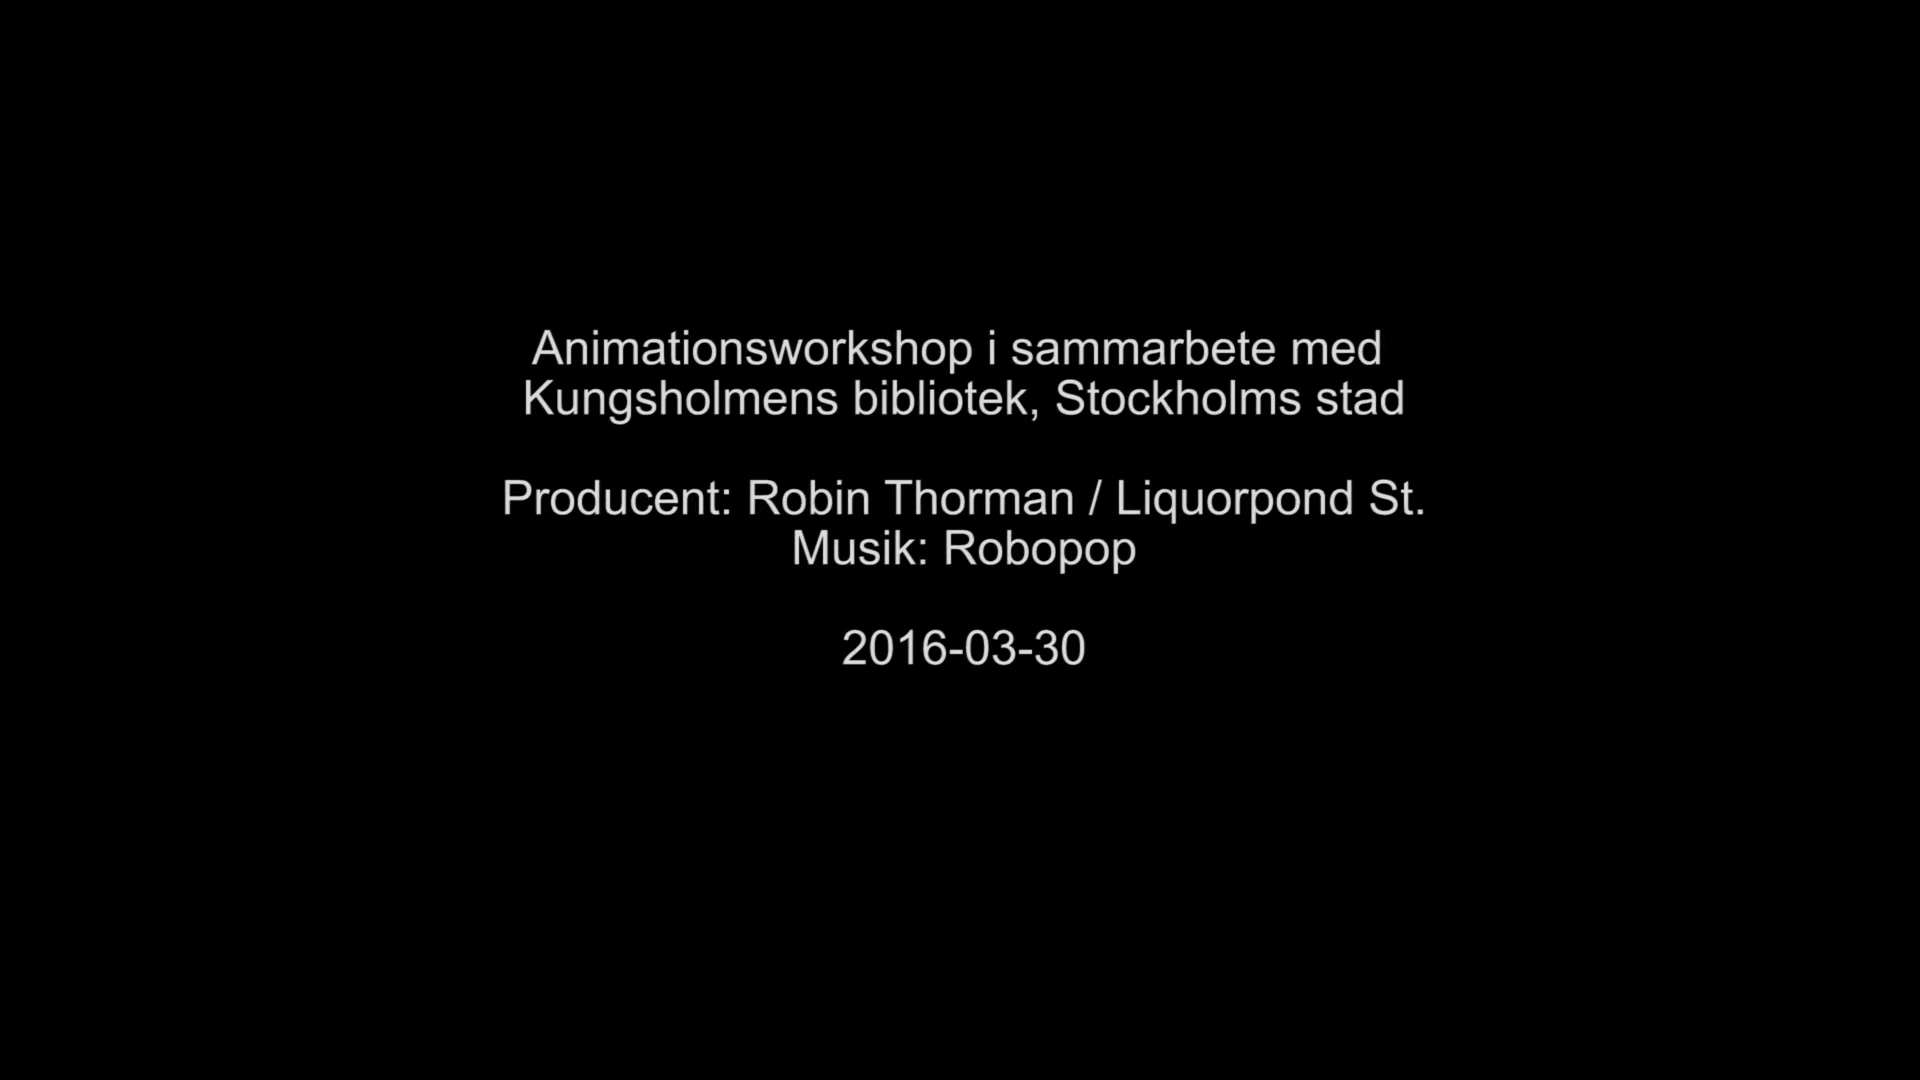 Animationsworkshop i sammarbete med
Kungsholmens bibliotek, Stockholms stad
Producent: Robin Thorman / Liquorpond St.
Musik: Robopop
2016-03-30